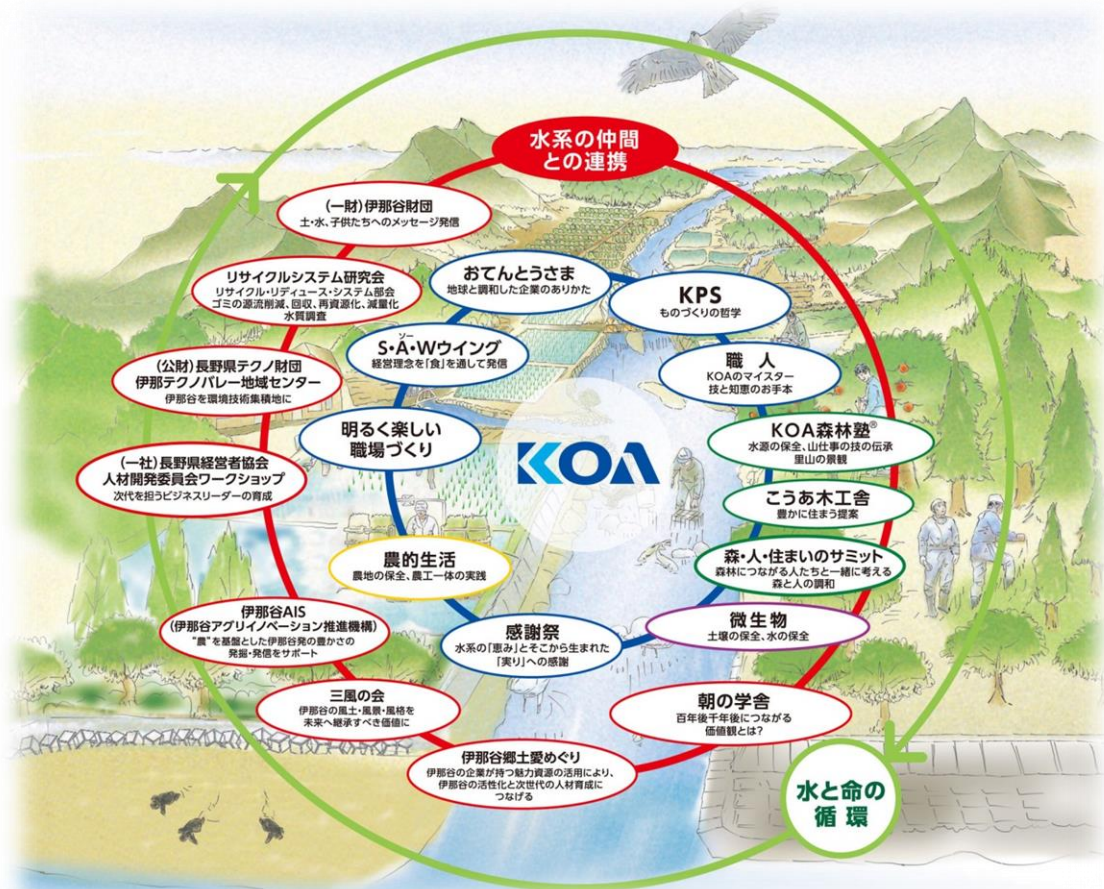 水系の仲間
との連携
(一財)伊那谷財団
土・水、子供たちへのメッセージ発信
リサイクルシステム研究会
リサイクル・リディュース・システム部会
ゴミの源流削減、回収、再資源化、減量化
水質調査
(公財)長野県テクノ財団
伊那テクノバレー地域センター
伊那谷を環境技術集積地に
(一社)長野県経営者協会
人材開発委員会ワークショップ
次代を担うビジネスリーダーの育成
伊那谷AIS
(伊那谷アグリイノベーション推進機構)
“農”を基盤とした伊那谷発の豊かさの
発掘・発信をサポート
三風の会
伊那谷の風土・風景・風格を
未来へ継承すべき価値に
伊那谷郷土愛めぐり
伊那谷の企業が持つ魅力資源の活用により、
伊那谷の活性化と次世代の人材育成に
つなげる
朝の学舎
百年後千年後につながる
価値観とは?
おてんとうさま
地球と調和した企業のありかた
KPS
ものづくりの哲学
ソー
S・A・Wウイング
経営理念を「食」を通して発信
職人
KOAのマイスター
技と知恵のお手本
明るく楽しい
職場づくり
KOA
KOA森林塾®
水源の保全、山仕事の技の伝承
里山の景観
こうあ木工舎
豊かに住まう提案
農的生活
農地の保全、農工一体の実践
森・人・住まいのサミット
森林につながる人たちと一緒に考える
森と人の調和
感謝祭
水系の「恵み」とそこから生まれた
「実り」への感謝
微生物
土壌の保全、水の保全
水と命の
循環